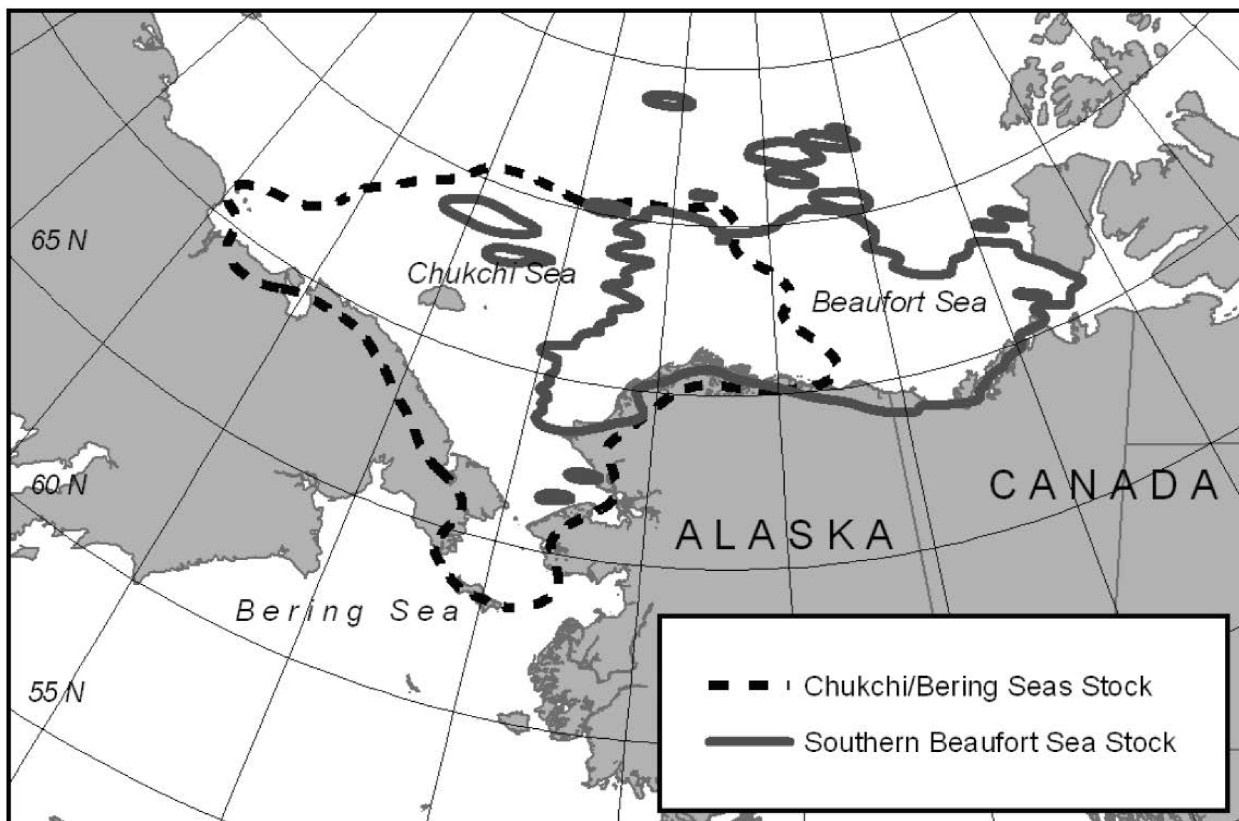 65 N
Chukchi Sea
Beaufort Sea
60 N
CANADA
ALASKA
Bering Sea
55 N
Chukchi/Bering Seas Stock
Southern Beaufort Sea Stock